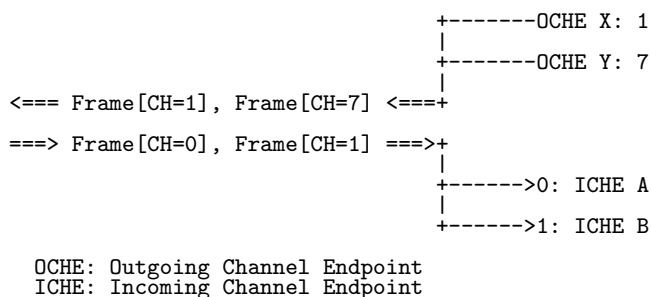 +-------OCHE X: 1
|
+-------OCHE Y: 7
|
<=== Frame[CH=1], Frame[CH=7] <===+
===> Frame[CH=0], Frame[CH=1] ===>+
|
+------>0: ICHE A
|
+------>1: ICHE B
OCHE: Outgoing Channel Endpoint
ICHE: Incoming Channel Endpoint